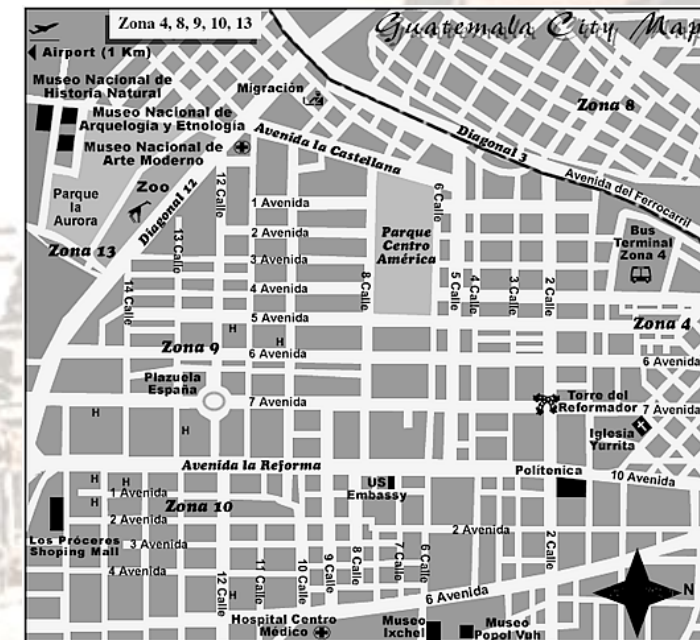 Zona 4, 8, 9, 10, 13
Guatemala City Map
Airport (1 Km)
Museo Nacional de
Historia Natural
Museo Nacional de
Arquelogia y Etnología
Museo Nacional de
Arte Moderno
Migración
Zona 8
Diagonal 3
Avenida la Castellana
Avenida del Ferrocarril
Parque
la
Aurora
Zoo
Diagonal 12
Zona 13
12 Calle
13 Calle
14 Calle
1 Avenida
2 Avenida
3 Avenida
4 Avenida
5 Avenida
6 Avenida
7 Avenida
8 Calle
Parque
Centro
América
6 Calle
5 Calle
4 Calle
3 Calle
2 Calle
Bus
Terminal
Zona 4
Zona 4
6 Avenida
H
H
Zona 9
Plazuela
España
H
H
Torre del
Reformador
7 Avenida
Iglesia
Yurrita
Avenida la Reforma
Politonica
10 Avenida
US
Embassy
H
H
H
1 Avenida
Zona 10
2 Avenida
3 Avenida
4 Avenida
Los Próceres
Shoping Mall
2 Avenida
2 Calle
12 Calle
H
11 Calle
10 Calle
9 Calle
8 Calle
7 Calle
6 Calle
6 Avenida
N
Hospital Centro
Médico
Museo
Ixchel
Museo
Popol Vuh